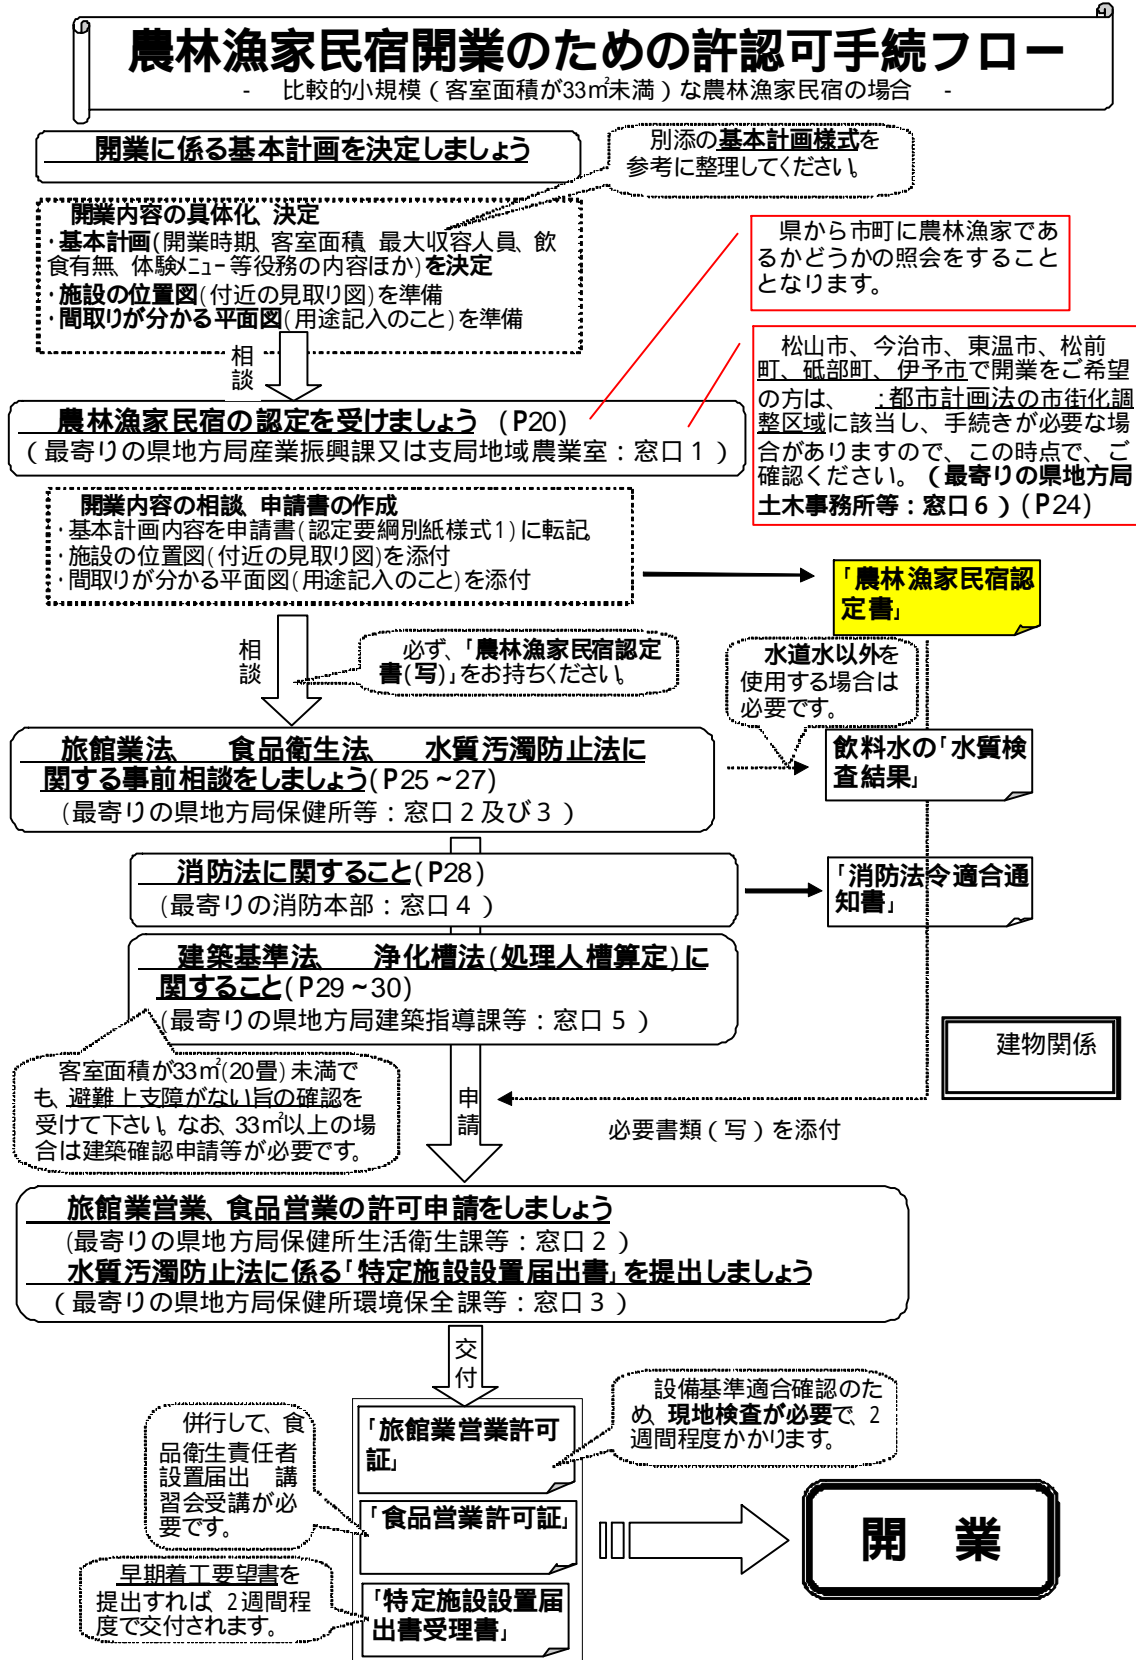 農林漁家民宿開業のための許認可手続フロー
- 比較的小規模（客室面積が33㎡未満）な農林漁家民宿の場合 -
開業に係る基本計画を決定しましょう
別添の基本計画様式を
参考に整理してください。
開業内容の具体化、決定
・基本計画(開業時期、客室面積、最大収容人員、飲
食有無、体験メニュー等役務の内容ほか)を決定
・施設の位置図(付近の見取り図)を準備
・間取りが分かる平面図(用途記入のこと)を準備
県から市町に農林漁家であ
るかどうかの照会をすること
となります。
相談
松山市、今治市、東温市、松前
町、砥部町、伊予市で開業をご希望
の方は、 :都市計画法の市街化調
整区域に該当し、手続きが必要な場
合がありますので、この時点で、ご
確認ください。(最寄りの県地方局
土木事務所等：窓口６）(P24)
農林漁家民宿の認定を受けましょう (P20)
（最寄りの県地方局産業振興課又は支局地域農業室：窓口１）
開業内容の相談、申請書の作成
・基本計画内容を申請書(認定要綱別紙様式1)に転記
・施設の位置図(付近の見取り図)を添付
・間取りが分かる平面図(用途記入のこと)を添付
「農林漁家民宿認
定書」
相談
必ず、「農林漁家民宿認定
書(写)」をお持ちください。
水道水以外を
使用する場合は
必要です。
旅館業法、 食品衛生法、 水質汚濁防止法に
関する事前相談をしましょう(P25～27)
(最寄りの県地方局保健所等：窓口２及び３）
飲料水の「水質検
査結果」
消防法に関すること(P28)
(最寄りの消防本部：窓口４）
「消防法令適合通
知書」
建築基準法、 浄化槽法(処理人槽算定)に
関すること(P29～30)
(最寄りの県地方局建築指導課等：窓口５）
建物関係
客室面積が33㎡(20畳)未満で
も、避難上支障がない旨の確認を
受けて下さい。なお、33㎡以上の場
合は建築確認申請等が必要です。
申請
必要書類（写）を添付
旅館業営業、食品営業の許可申請をしましょう
(最寄りの県地方局保健所生活衛生課等：窓口２）
水質汚濁防止法に係る「特定施設設置届出書」を提出しましょう
（最寄りの県地方局保健所環境保全課等：窓口３）
交付
設備基準適合確認のた
め、現地検査が必要で、2
週間程度かかります。
併行して、食
品衛生責任者
設置届出 講
習会受講が必
要です。
「旅館業営業許可
証」
「食品営業許可証」
開 業
早期着工要望書を
提出すれば、2週間程
度で交付されます。
「特定施設設置届
出書受理書」